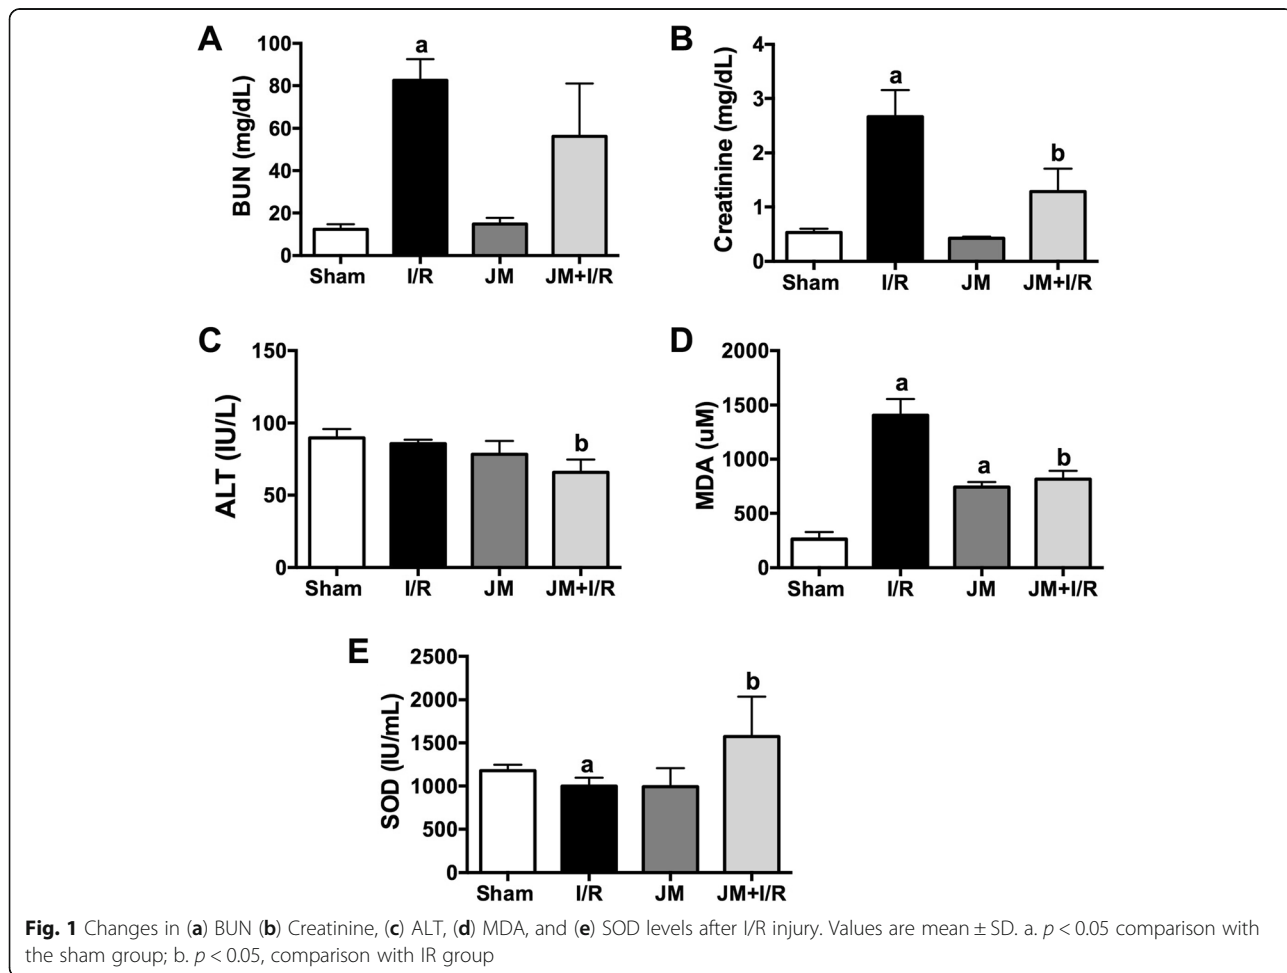 A
BUN (mg/dL)
100
80
60
40
20
0
a
Sham I/R JM JM+I/R
B
Creatinine (mg/dL)
4
3
2
1
0
a
b
Sham I/R JM JM+I/R
C
ALT (IU/L)
150
100
50
0
b
Sham I/R JM JM+I/R
D
MDA (uM)
2000
1500
1000
500
0
a
a
b
Sham I/R JM JM+I/R
E
SOD (IU/mL)
2500
2000
1500
1000
500
0
a
b
Sham I/R JM JM+I/R
Fig. 1 Changes in (a) BUN (b) Creatinine, (c) ALT, (d) MDA, and (e) SOD levels after I/R injury. Values are mean ± SD. a. p < 0.05 comparison with
the sham group; b. p < 0.05, comparison with IR group